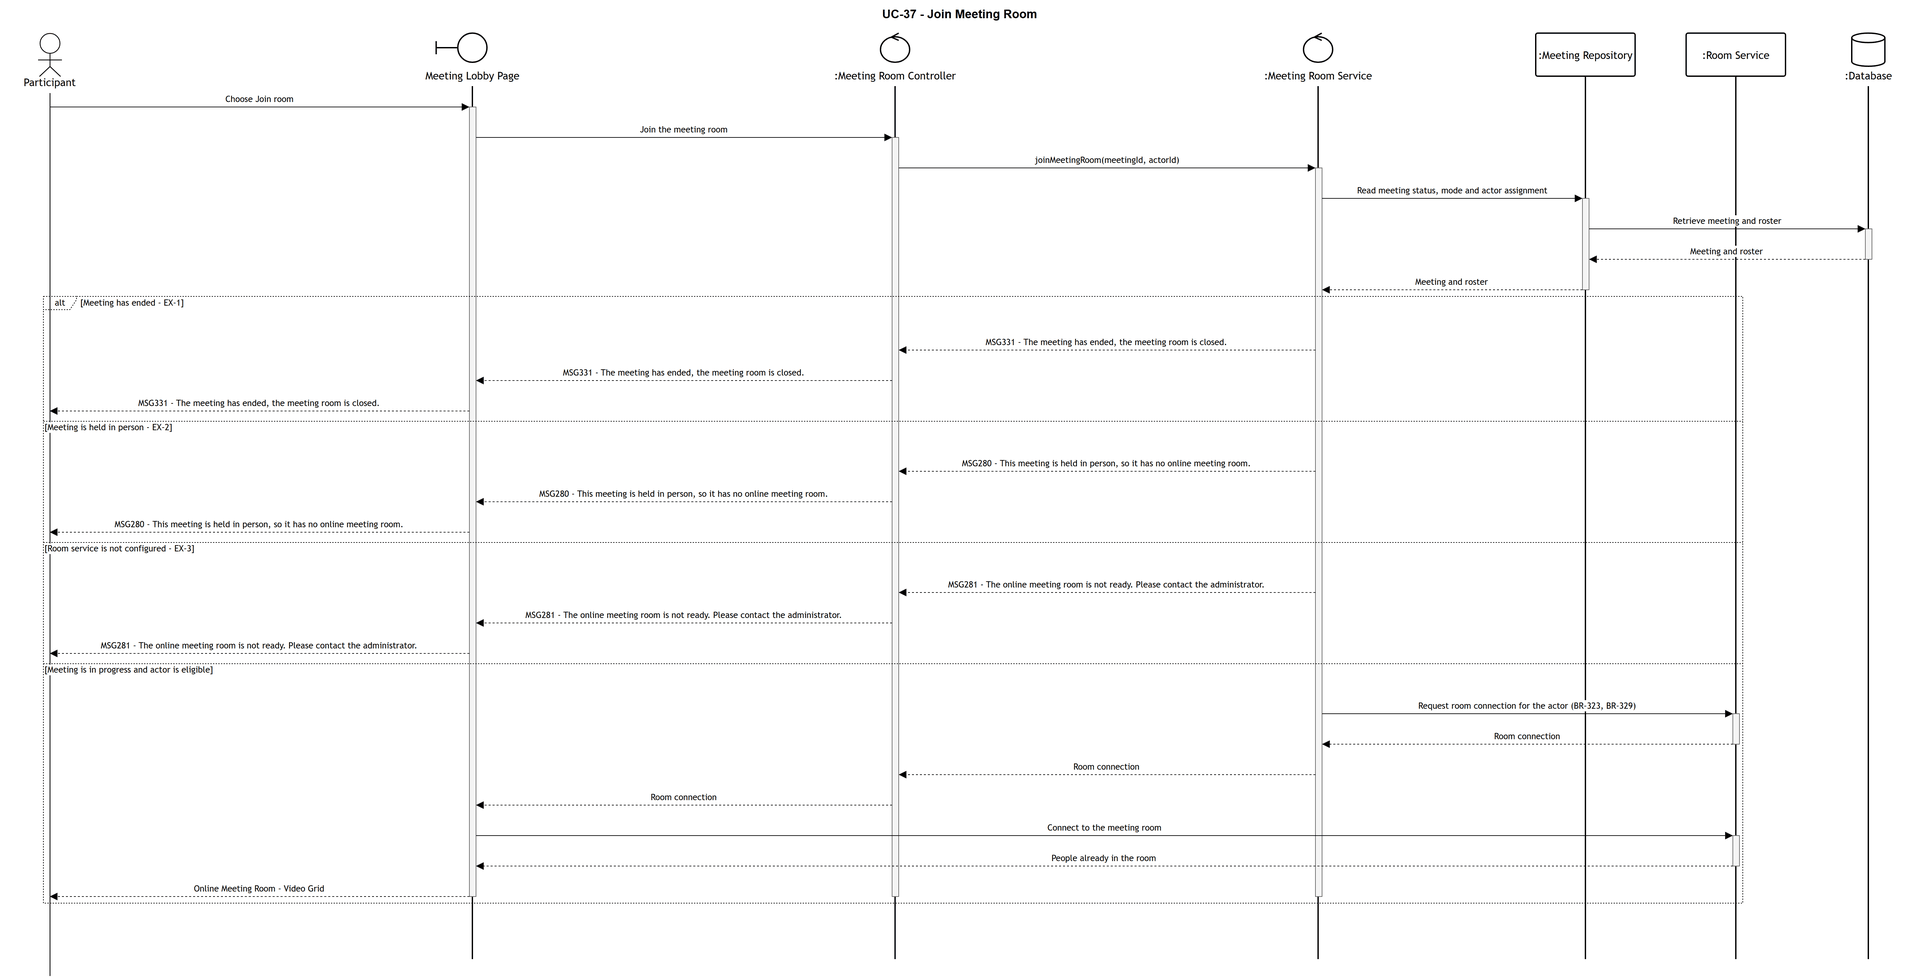 UC-37 - Join Meeting Room
Participant
Meeting Lobby Page
:Meeting Room Controller
:Meeting Room Service
:Meeting Repository
:Room Service
:Database
Choose Join room
Join the meeting room
joinMeetingRoom(meetingId, actorId)
Read meeting status, mode and actor assignment
Retrieve meeting and roster
Meeting and roster
Meeting and roster
alt
[Meeting has ended - EX-1]
MSG331 - The meeting has ended, the meeting room is closed.
MSG331 - The meeting has ended, the meeting room is closed.
MSG331 - The meeting has ended, the meeting room is closed.
[Meeting is held in person - EX-2]
MSG280 - This meeting is held in person, so it has no online meeting room.
MSG280 - This meeting is held in person, so it has no online meeting room.
MSG280 - This meeting is held in person, so it has no online meeting room.
[Room service is not configured - EX-3]
MSG281 - The online meeting room is not ready. Please contact the administrator.
MSG281 - The online meeting room is not ready. Please contact the administrator.
MSG281 - The online meeting room is not ready. Please contact the administrator.
[Meeting is in progress and actor is eligible]
Request room connection for the actor (BR-323, BR-329)
Room connection
Room connection
Room connection
Connect to the meeting room
People already in the room
Online Meeting Room - Video Grid